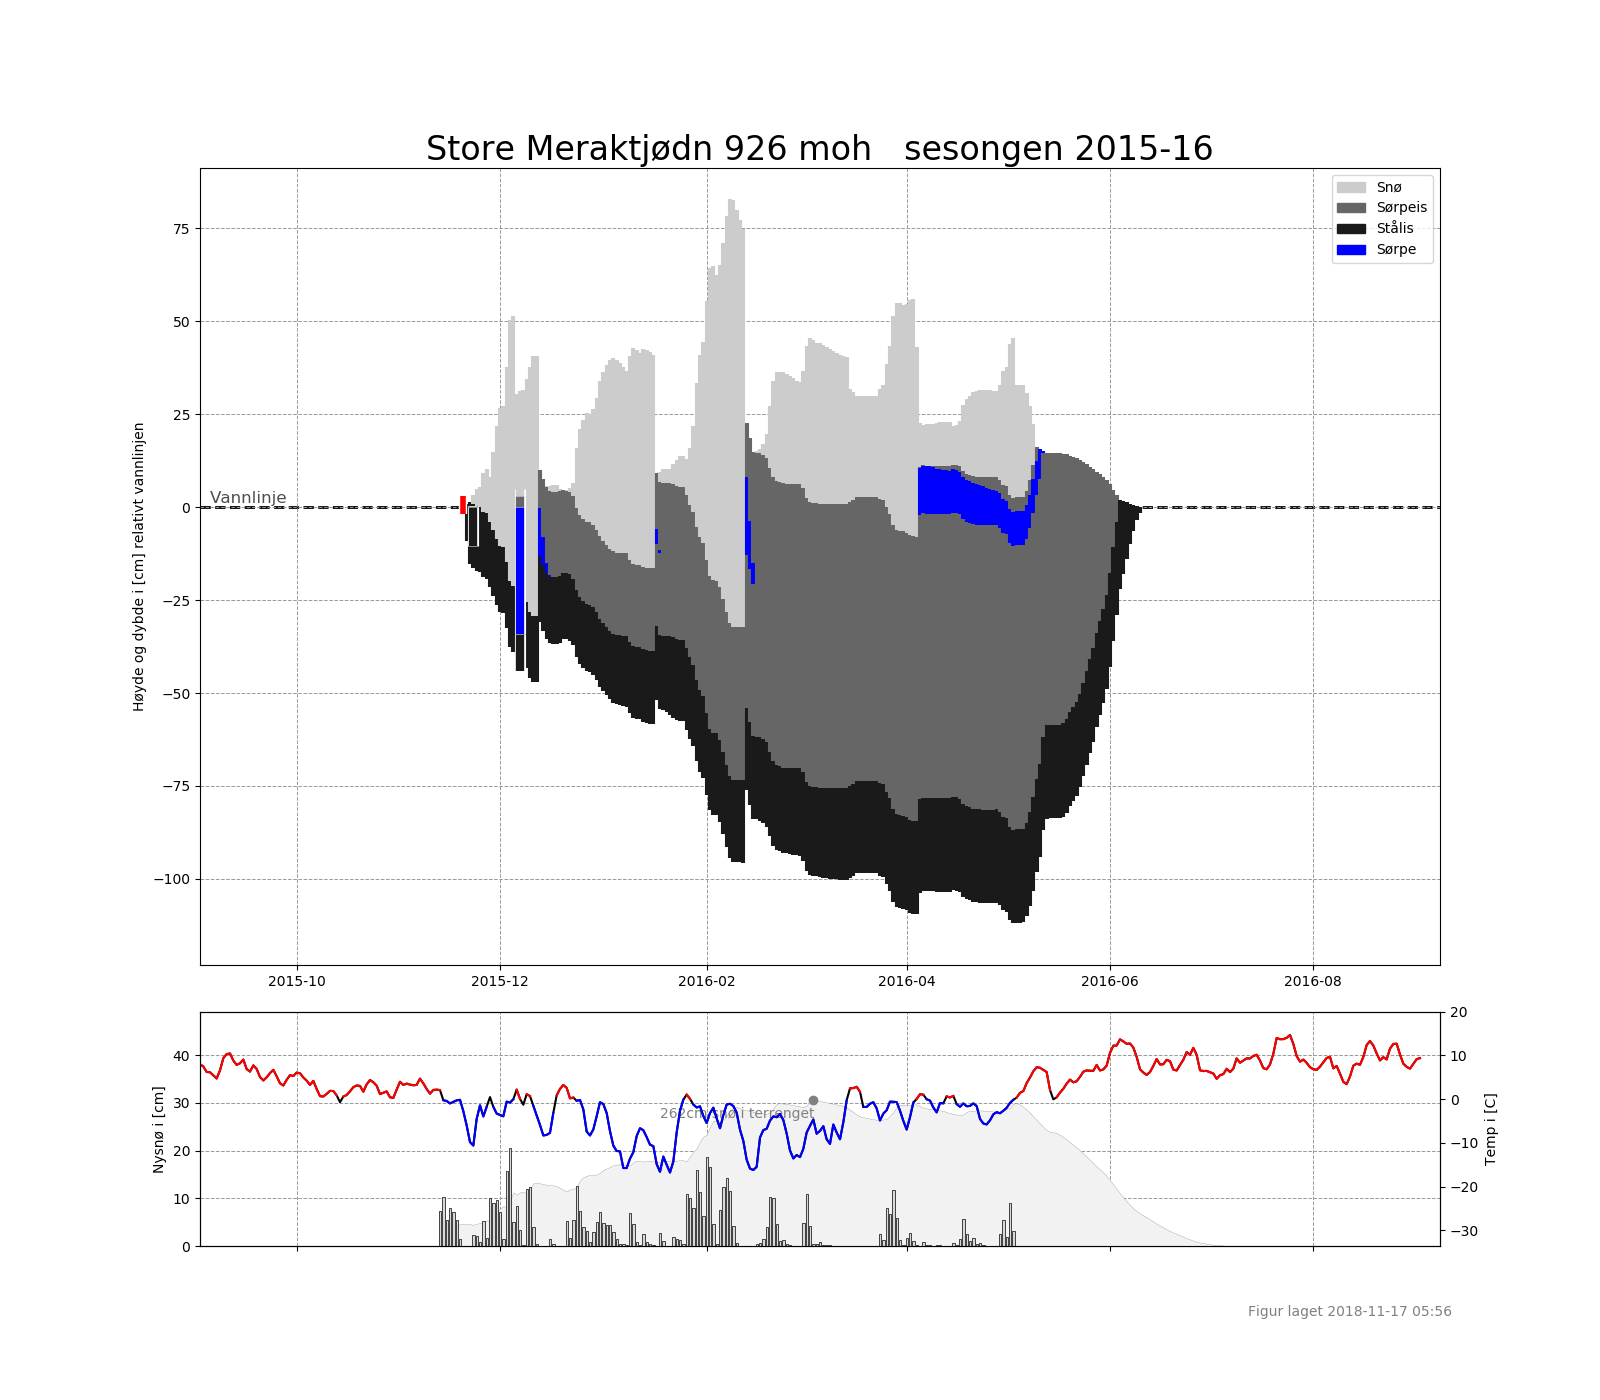 Store Meraktjødn 926 moh   sesongen 2015-16
Høyde og dybde i [cm] relativt vannlinjen
75
50
25
0
−25
−50
−75
−100
Vannlinje
Snø
Sørpeis
Stålis
Sørpe
2015-10
2015-12
2016-02
2016-04
2016-06
2016-08
Nysnø i [cm]
40
30
20
10
0
262cm snø i terrenget
20
10
0
−10
−20
−30
Temp i [C]
Figur laget 2018-11-17 05:56